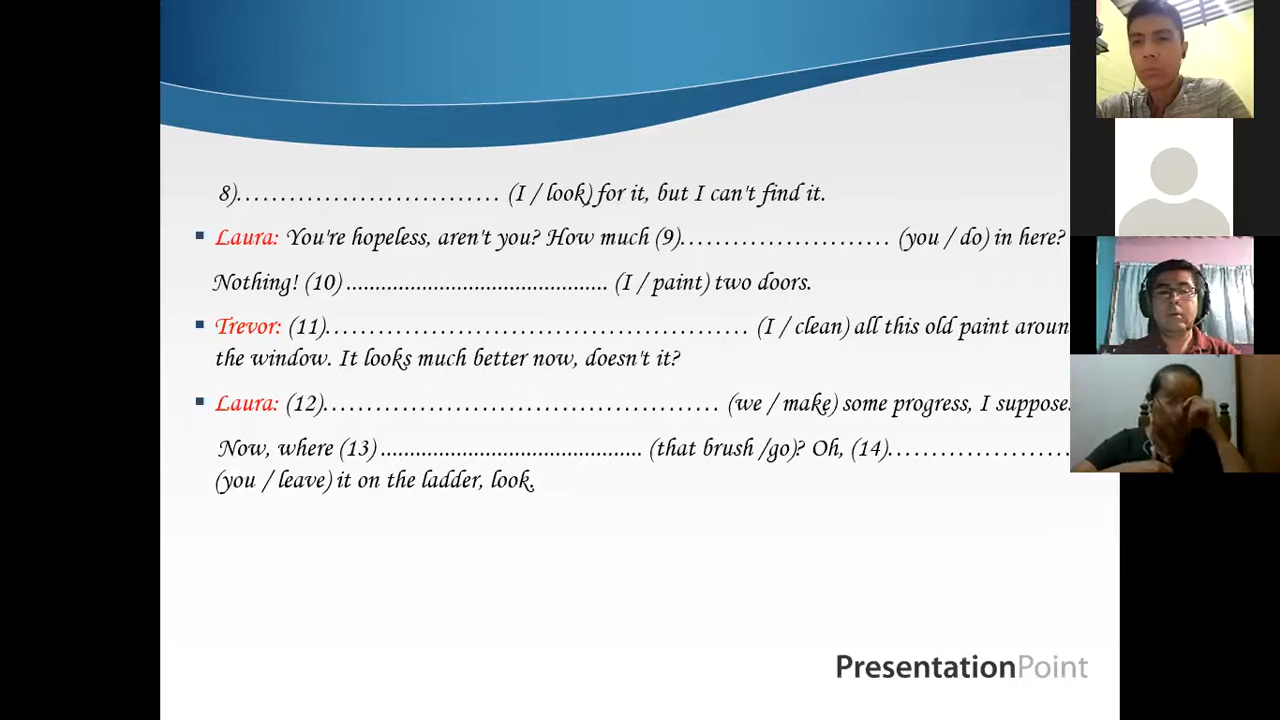 8)………………………… (I / look) for it, but I can't find it.
Laura: You're hopeless, aren't you? How much (9)…………………… (you / do) in here?
Nothing! (10) ............................................ (I / paint) two doors.
Trevor: (11)………………………………………… (I / clean) all this old paint
the window. It looks much better now, doesn't it?
Laura: (12)……………………………………… (we / make) some progress, I suppose.
Now, where (13) ............................................ (that brush /go)? Oh, (14)…………………
(you / leave) it on the ladder, look.
PresentationPoint